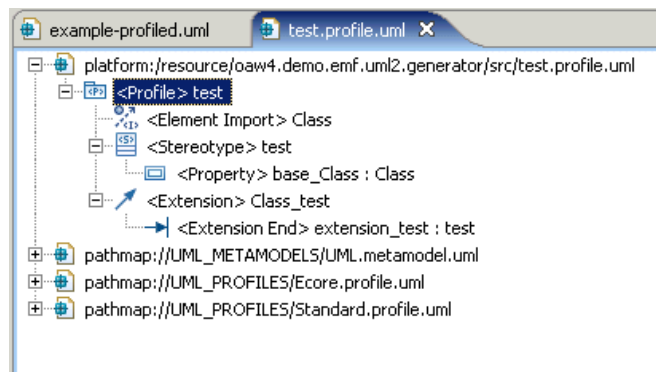 example-profiled.uml
test.profile.uml
platform:/resource/oaw4.demo.emf.uml2.generator/src/test.profile.uml
<Profile> test
<Element Import> Class
<Stereotype> test
<Property> base_Class : Class
<Extension> Class_test
<Extension End> extension_test : test
pathmap://UML_METAMODELS/UML.metamodel.uml
pathmap://UML_PROFILES/Ecore.profile.uml
pathmap://UML_PROFILES/Standard.profile.uml